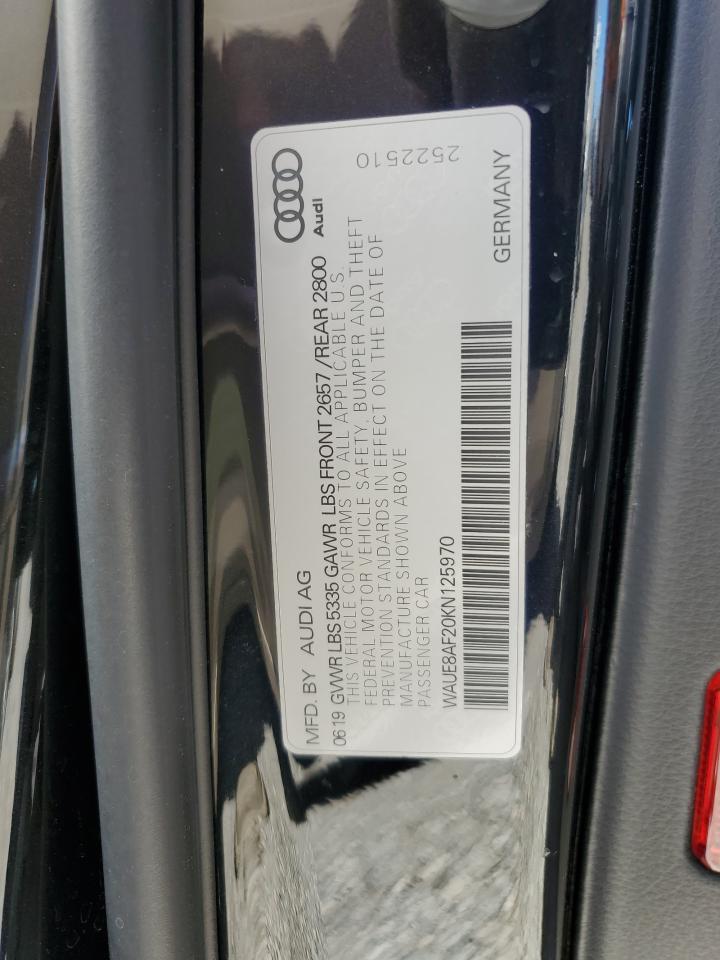 MFD. BY AUDI AG
Audi
0619 GVWR LBS 5335 GAWR LBS FRONT 2657/REAR 2800
THIS VEHICLE CONFORMS TO ALL APPLICABLE U.S.
FEDERAL MOTOR VEHICLE SAFETY, BUMPER AND THEFT
PREVENTION STANDARDS IN EFFECT ON THE DATE OF
MANUFACTURE SHOWN ABOVE
PASSENGER CAR
2522510
WAUE8AF20KN125970
GERMANY